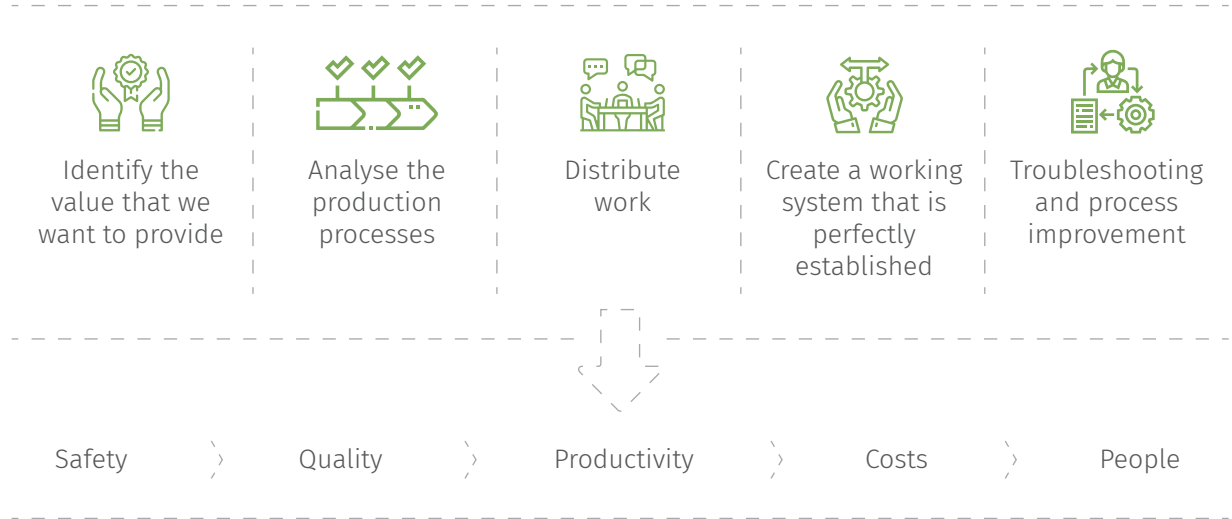 Identify the
value that we
want to provide
Analyse the
production
processes
Distribute
work
Create a working
system that is
perfectly
established
Troubleshooting
and process
improvement
Safety
Quality
Productivity
Costs
People